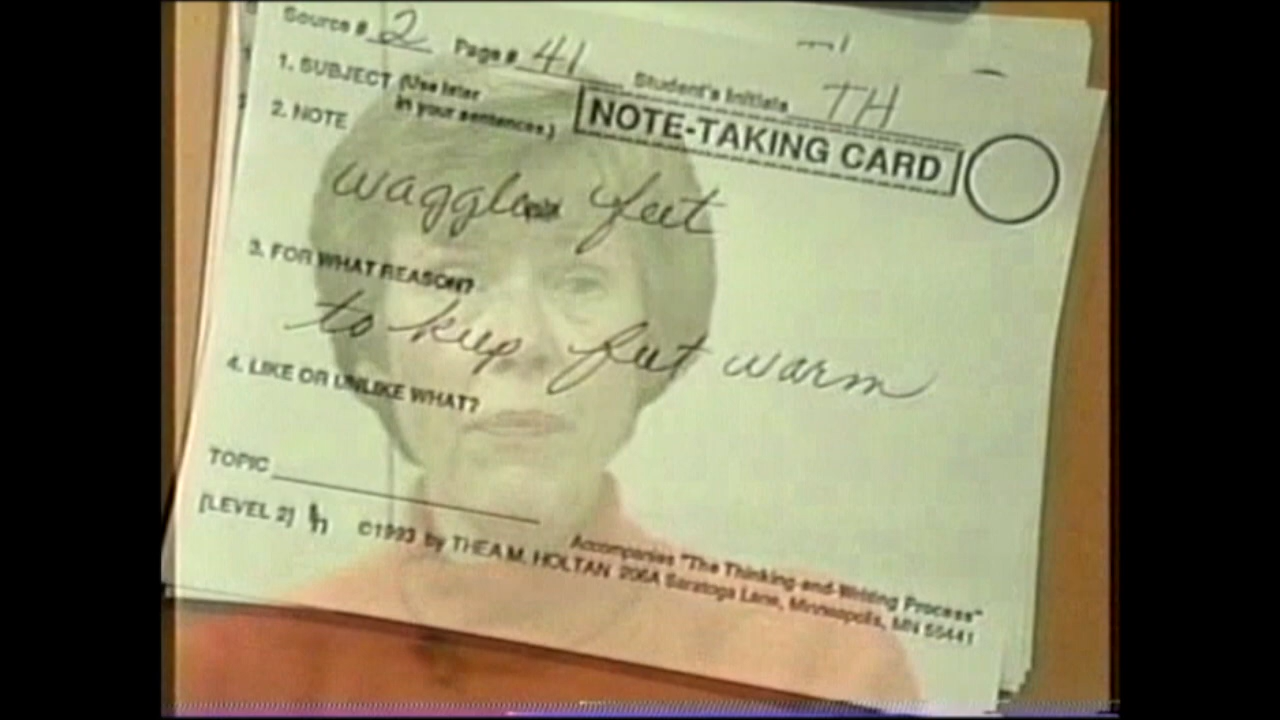 Source # 2 Page # 41 Student's Initials TH
1. SUBJECT (Use later in your sentences.)
NOTE-TAKING CARD
2. NOTE
waggles feet
3. FOR WHAT REASON?
to keep feet warm
4. LIKE OR UNLIKE WHAT?
TOPIC
[LEVEL 2] ©1993 by THEA M. HOLTAN 206A Saratoga Lane, Minneapolis, MN 55441
Accompanies "The Thinking-and-Writing Process"